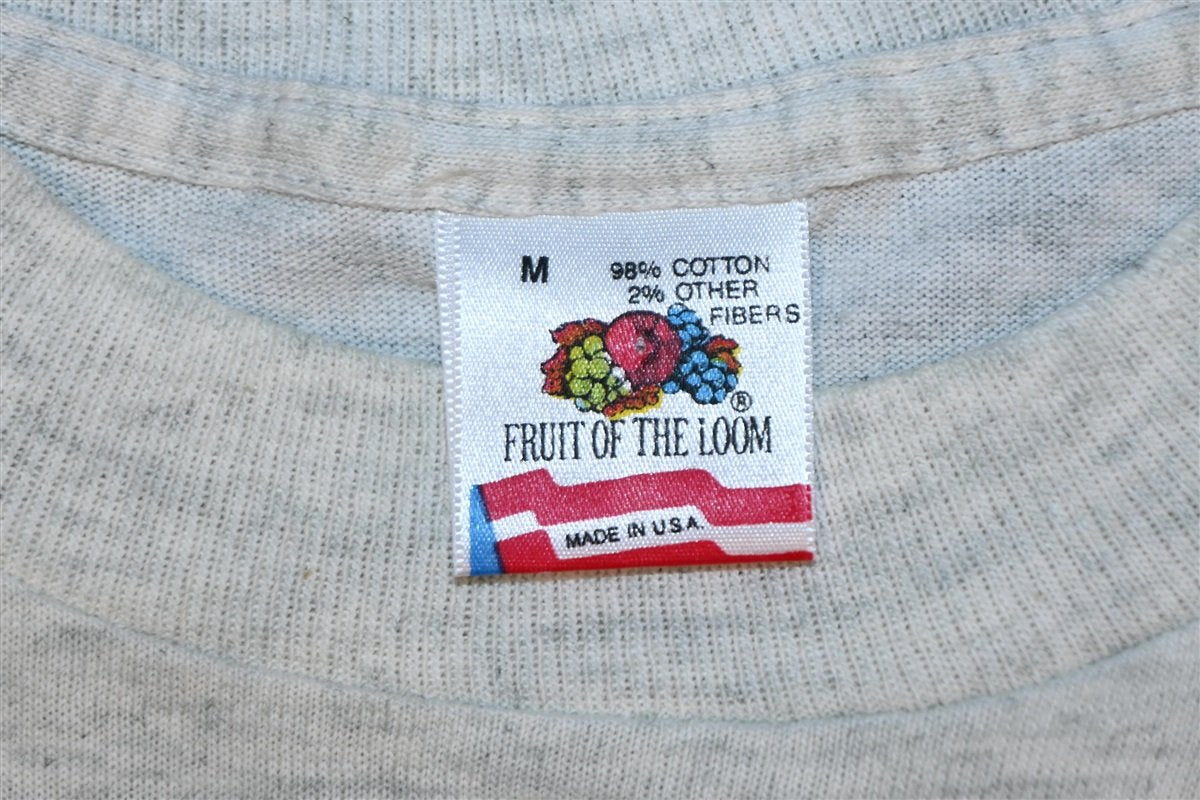 M
98% COTTON
2% OTHER
FIBERS
®
FRUIT OF THE LOOM
MADE IN U.S.A.